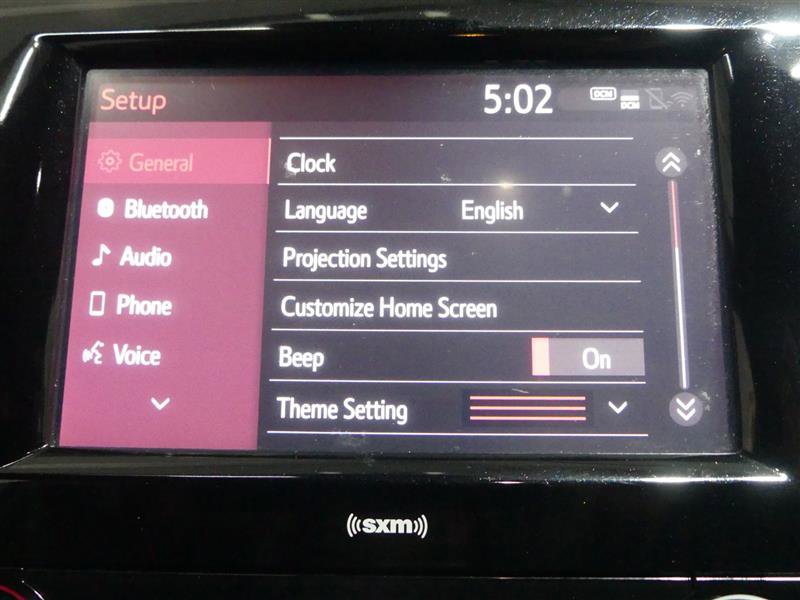 Setup
5:02
DCM
DCM
General
Clock
Bluetooth
Language English
Audio
Projection Settings
Phone
Customize Home Screen
Voice
Beep On
Theme Setting
sxm